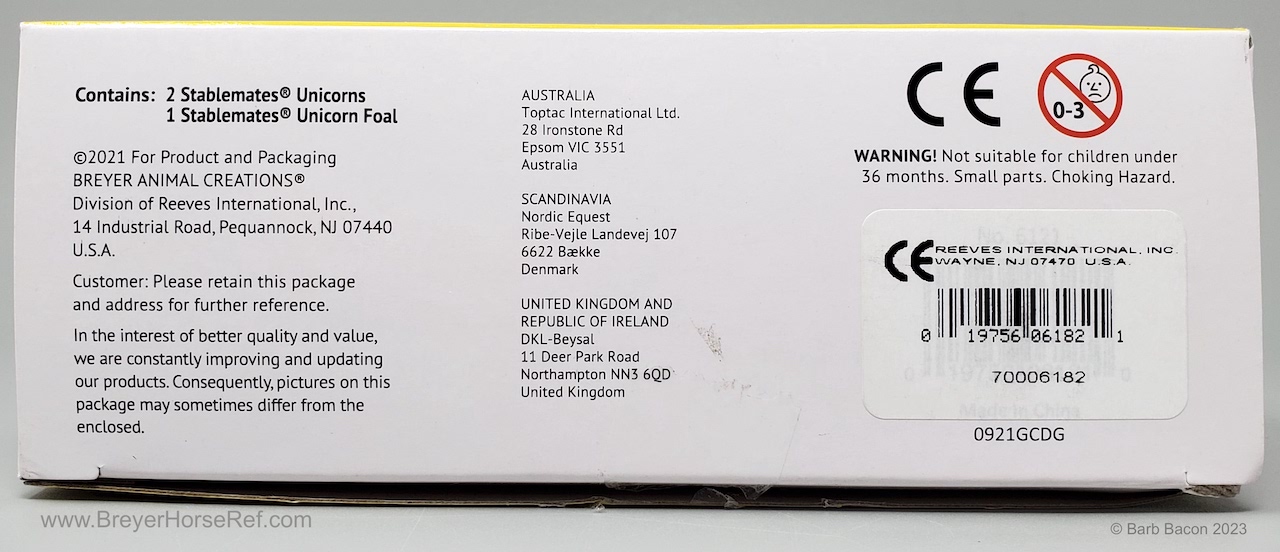 Contains: 2 Stablemates® Unicorns
1 Stablemates® Unicorn Foal
©2021 For Product and Packaging
BREYER ANIMAL CREATIONS®
Division of Reeves International, Inc.,
14 Industrial Road, Pequannock, NJ 07440
U.S.A.
Customer: Please retain this package
and address for further reference.
In the interest of better quality and value,
we are constantly improving and updating
our products. Consequently, pictures on this
package may sometimes differ from the
enclosed.
AUSTRALIA
Toptac International Ltd.
28 Ironstone Rd
Epsom VIC 3551
Australia
SCANDINAVIA
Nordic Equest
Ribe-Vejle Landevej 107
6622 Bække
Denmark
UNITED KINGDOM AND
REPUBLIC OF IRELAND
DKL-Beysal
11 Deer Park Road
Northampton NN3 6QD
United Kingdom
CE
0-3
WARNING! Not suitable for children under
36 months. Small parts. Choking Hazard.
CE REEVES INTERNATIONAL, INC.
WAYNE, NJ 07470 U.S.A.
0 19756 06182 1
70006182
Made in China
0921GCDG
www.BreyerHorseRef.com
© Barb Bacon 2023